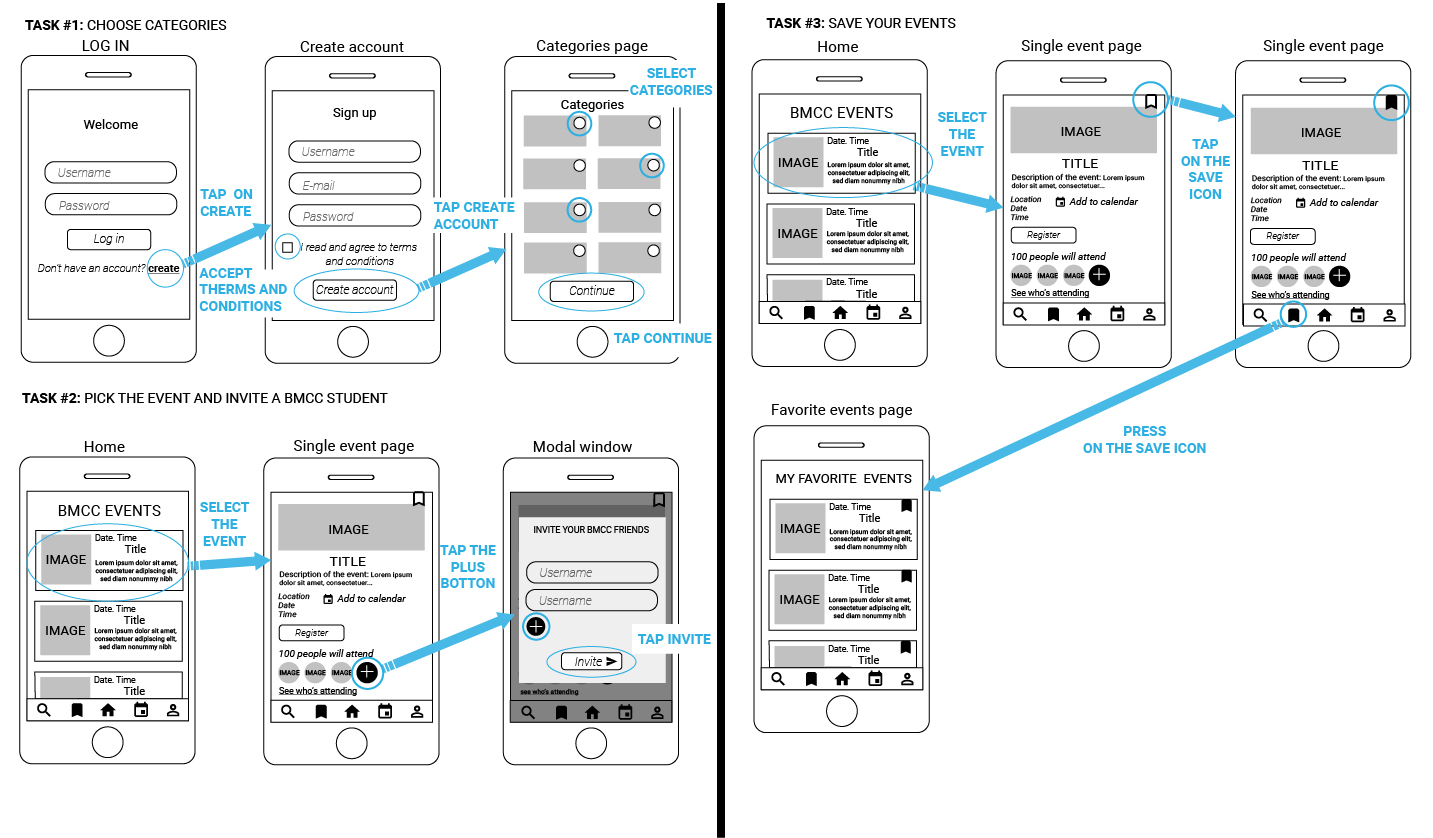 TASK #1: CHOOSE CATEGORIES
LOG IN
Welcome
Username
Password
Log in
Don't have an account? create
TAP ON
CREATE
ACCEPT
THERMS AND
CONDITIONS
Create account
Sign up
Username
E-mail
Password
I read and agree to terms
and conditions
Create account
TAP CREATE
ACCOUNT
Categories page
SELECT
CATEGORIES
Categories
Continue
TAP CONTINUE
TASK #2: PICK THE EVENT AND INVITE A BMCC STUDENT
Home
BMCC EVENTS
IMAGE
Date. Time
Title
Lorem ipsum dolor sit amet,
consectetuer adipiscing elit,
sed diam nonummy nibh
IMAGE
Date. Time
Title
Lorem ipsum dolor sit amet,
consectetuer adipiscing elit,
sed diam nonummy nibh
Date. Time
Title
SELECT
THE
EVENT
Single event page
IMAGE
TITLE
Description of the event: Lorem ipsum
dolor sit amet, consectetuer...
Location
Date
Time
Add to calendar
Register
100 people will attend
IMAGE IMAGE IMAGE
See who's attending
TAP THE
PLUS
BOTTON
Modal window
INVITE YOUR BMCC FRIENDS
Username
Username
Invite
TAP INVITE
see who's attending
TASK #3: SAVE YOUR EVENTS
Home
BMCC EVENTS
IMAGE
Date. Time
Title
Lorem ipsum dolor sit amet,
consectetuer adipiscing elit,
sed diam nonummy nibh
IMAGE
Date. Time
Title
Lorem ipsum dolor sit amet,
consectetuer adipiscing elit,
sed diam nonummy nibh
Date. Time
Title
Lorem ipsum dolor sit amet,
SELECT
THE
EVENT
Single event page
IMAGE
TITLE
Description of the event: Lorem ipsum
dolor sit amet, consectetuer...
Location
Date
Time
Add to calendar
Register
100 people will attend
IMAGE IMAGE IMAGE
See who's attending
TAP
ON THE
SAVE
ICON
Single event page
IMAGE
TITLE
Description of the event: Lorem ipsum
dolor sit amet, consectetuer...
Location
Date
Time
Add to calendar
Register
100 people will attend
IMAGE IMAGE IMAGE
See who's attending
PRESS
ON THE SAVE ICON
Favorite events page
MY FAVORITE EVENTS
IMAGE
Date. Time
Title
Lorem ipsum dolor sit amet,
consectetuer adipiscing elit,
sed diam nonummy nibh
IMAGE
Date. Time
Title
Lorem ipsum dolor sit amet,
consectetuer adipiscing elit,
sed diam nonummy nibh
Date. Time
Title